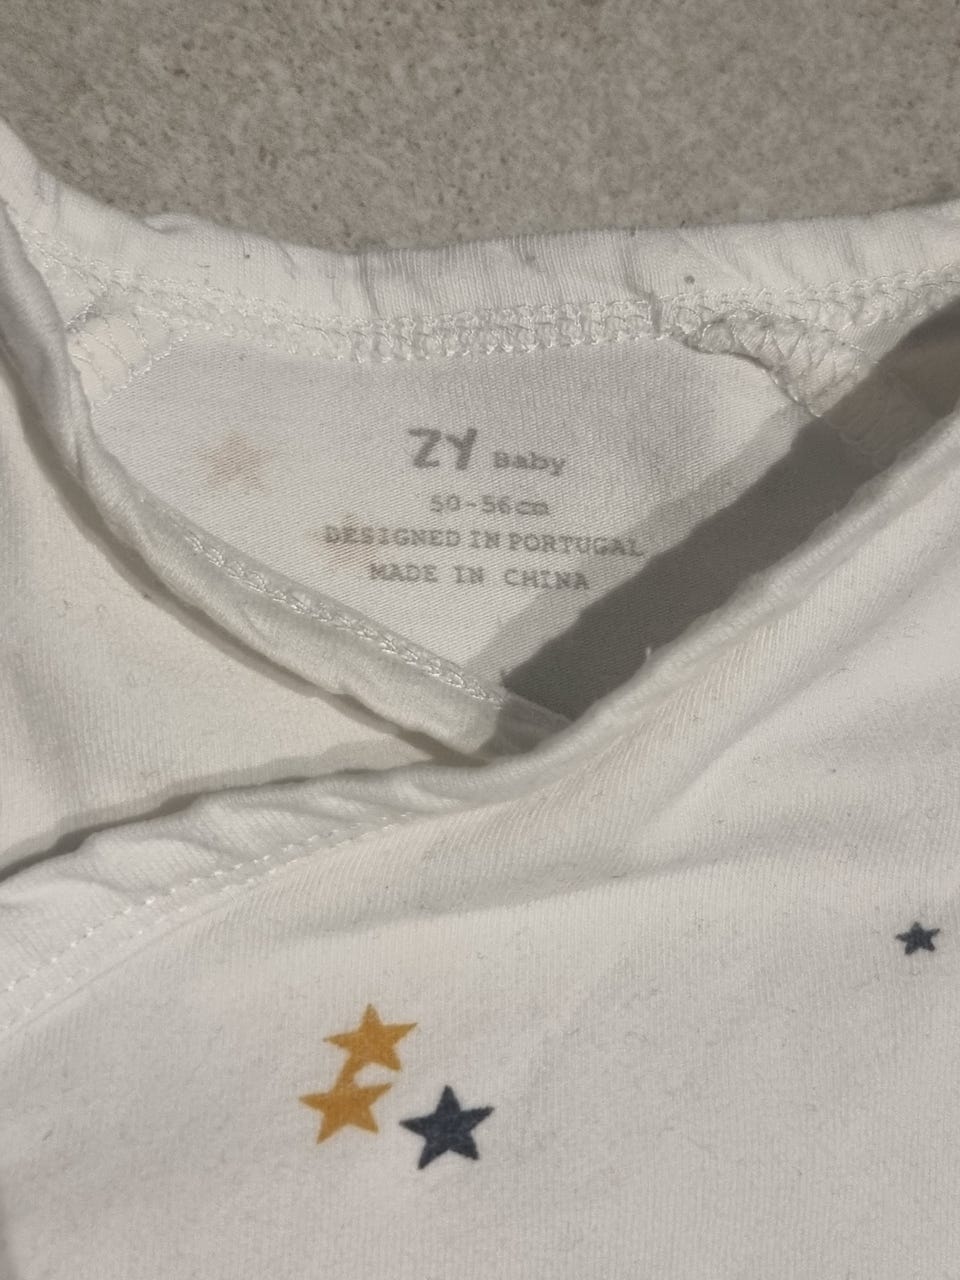 ZY Baby
50-56cm
DESIGNED IN PORTUGAL
MADE IN CHINA